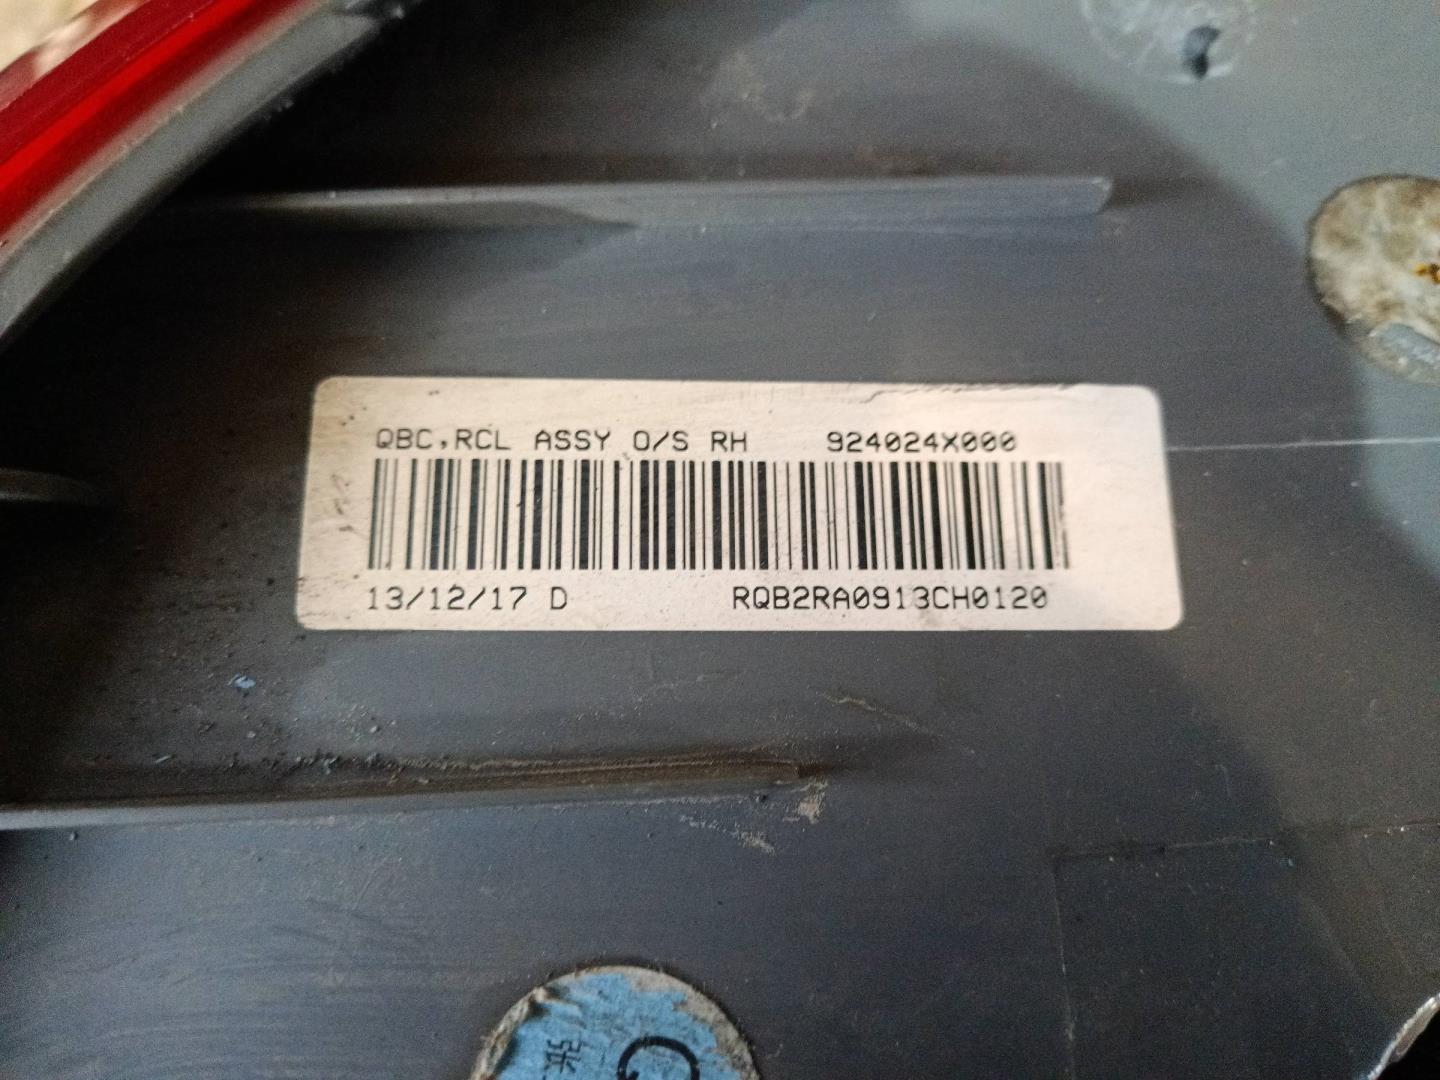 QBC,RCL ASSY O/S RH 924024X000
13/12/17 D RQB2RA0913CH0120